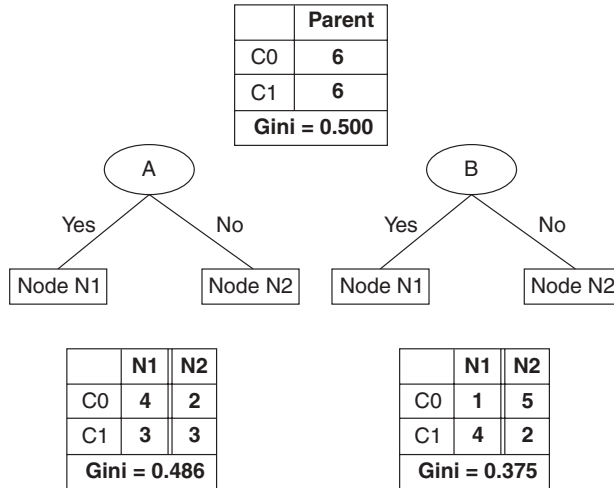 Parent
C0 6
C1 6
Gini = 0.500
A
B
Yes No
Yes No
Node N1 Node N2
Node N1 Node N2
N1 N2
C0 4 2
C1 3 3
Gini = 0.486
N1 N2
C0 1 5
C1 4 2
Gini = 0.375